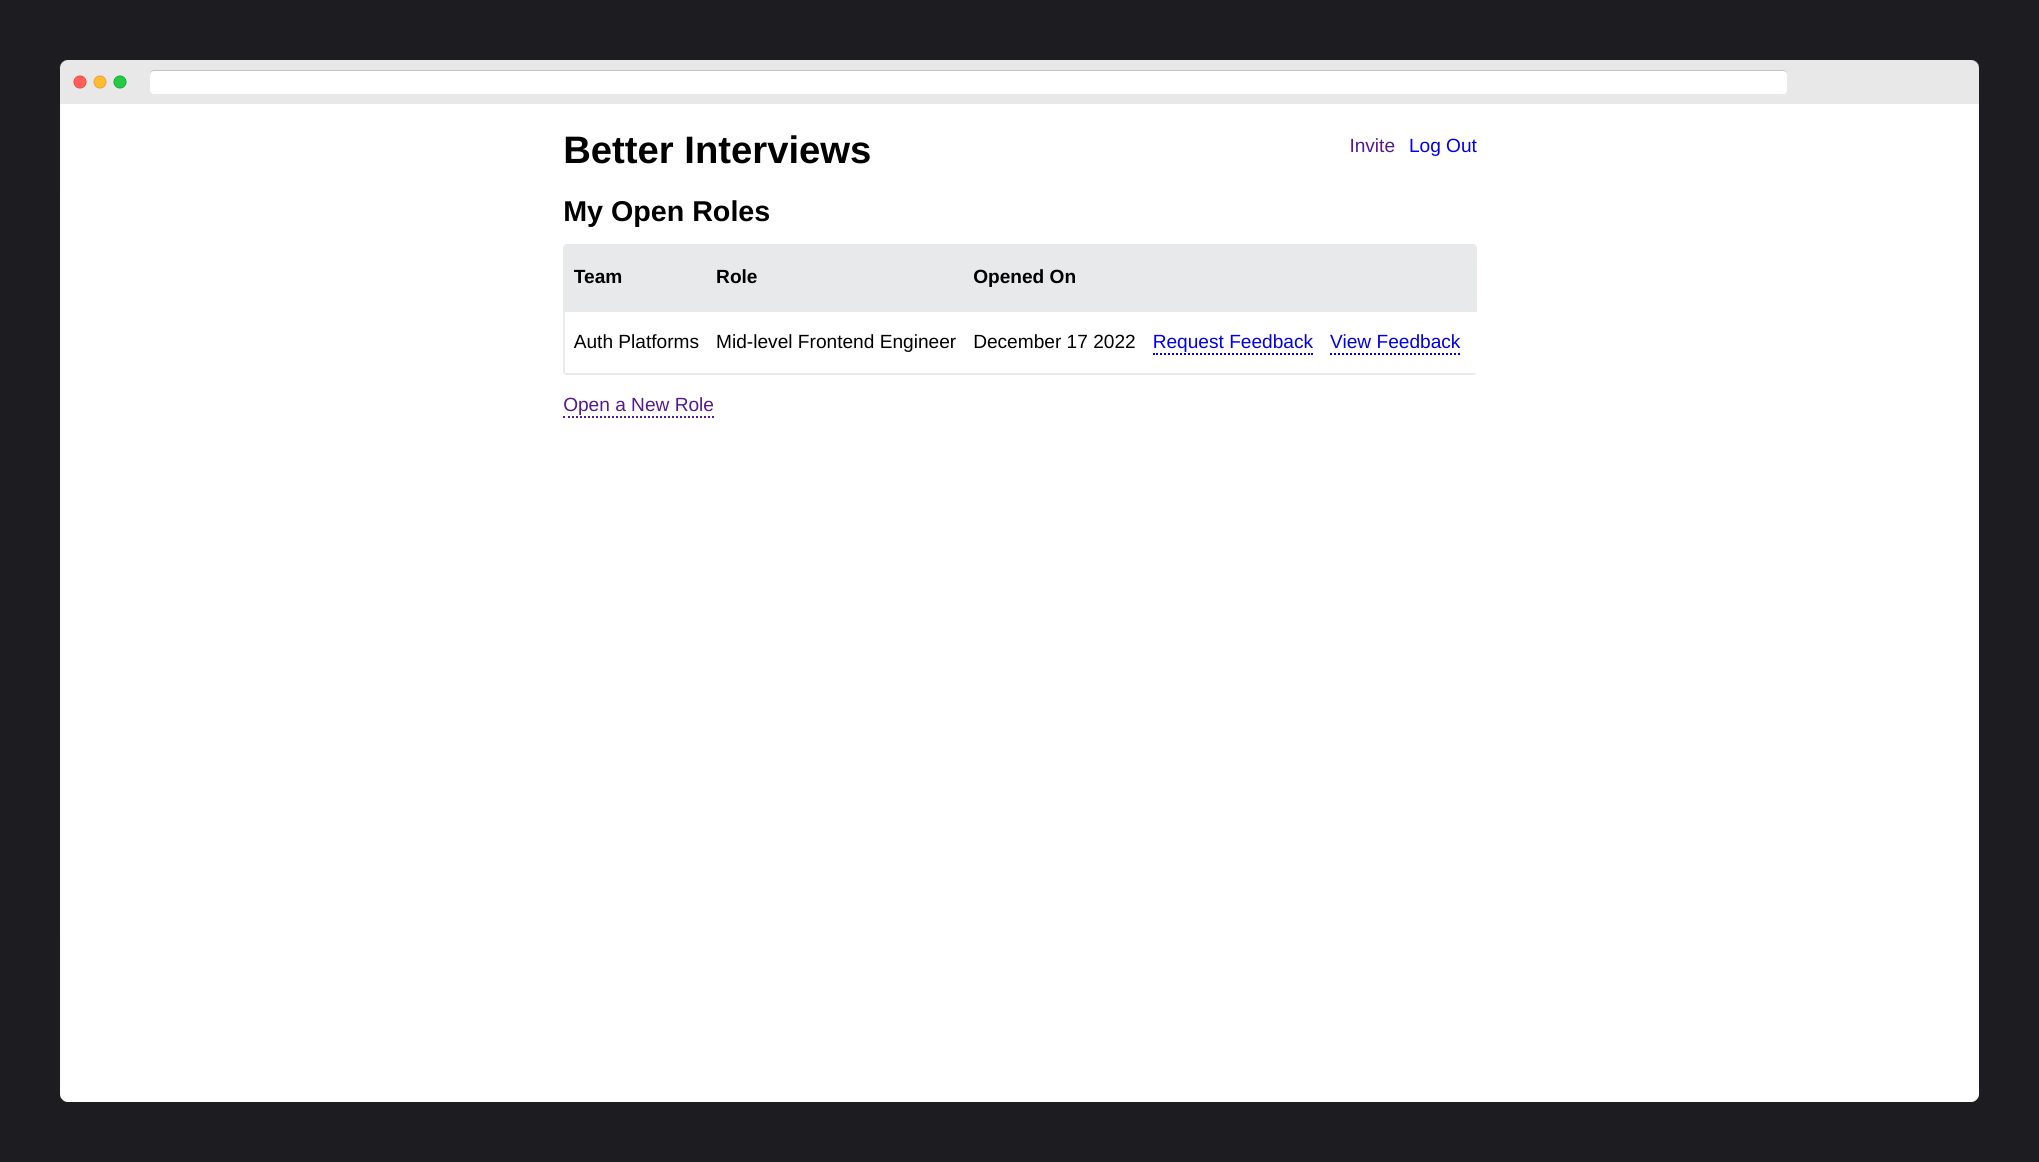 Better Interviews
Invite Log Out
My Open Roles
Team Role Opened On
Auth Platforms Mid-level Frontend Engineer December 17 2022 Request Feedback View Feedback
Open a New Role